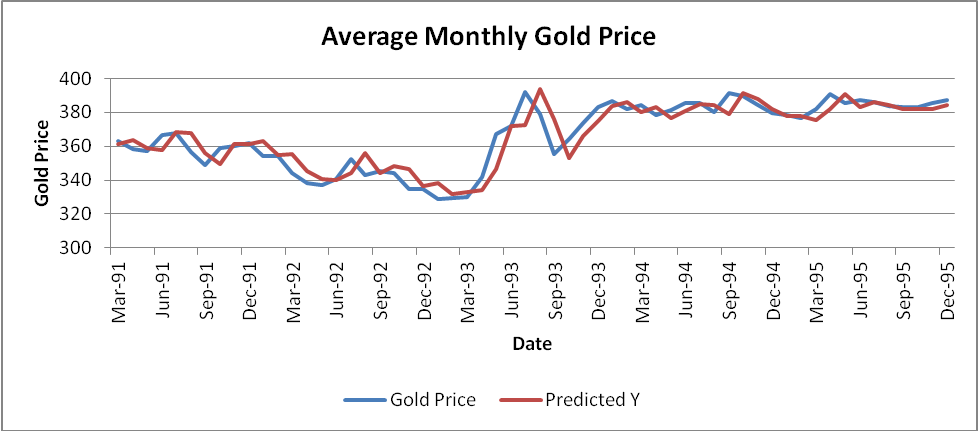 Average Monthly Gold Price
Gold Price
400
380
360
340
320
300
Mar-91
Jun-91
Sep-91
Dec-91
Mar-92
Jun-92
Sep-92
Dec-92
Mar-93
Jun-93
Sep-93
Dec-93
Mar-94
Jun-94
Sep-94
Dec-94
Mar-95
Jun-95
Sep-95
Dec-95
Date
Gold Price Predicted Y